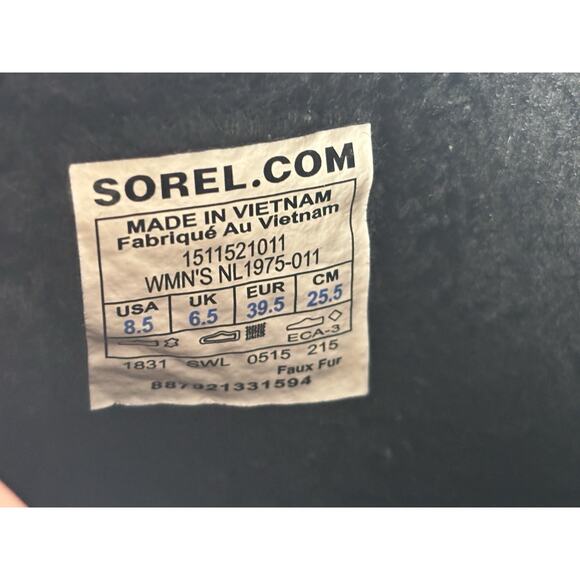 SOREL.COM
MADE IN VIETNAM
Fabriqué Au Vietnam
1511521011
WMN'S NL1975-011
USA UK EUR CM
8.5 6.5 39.5 25.5
ECA-3
1831 SWL 0515 215
Faux Fur
887921331594